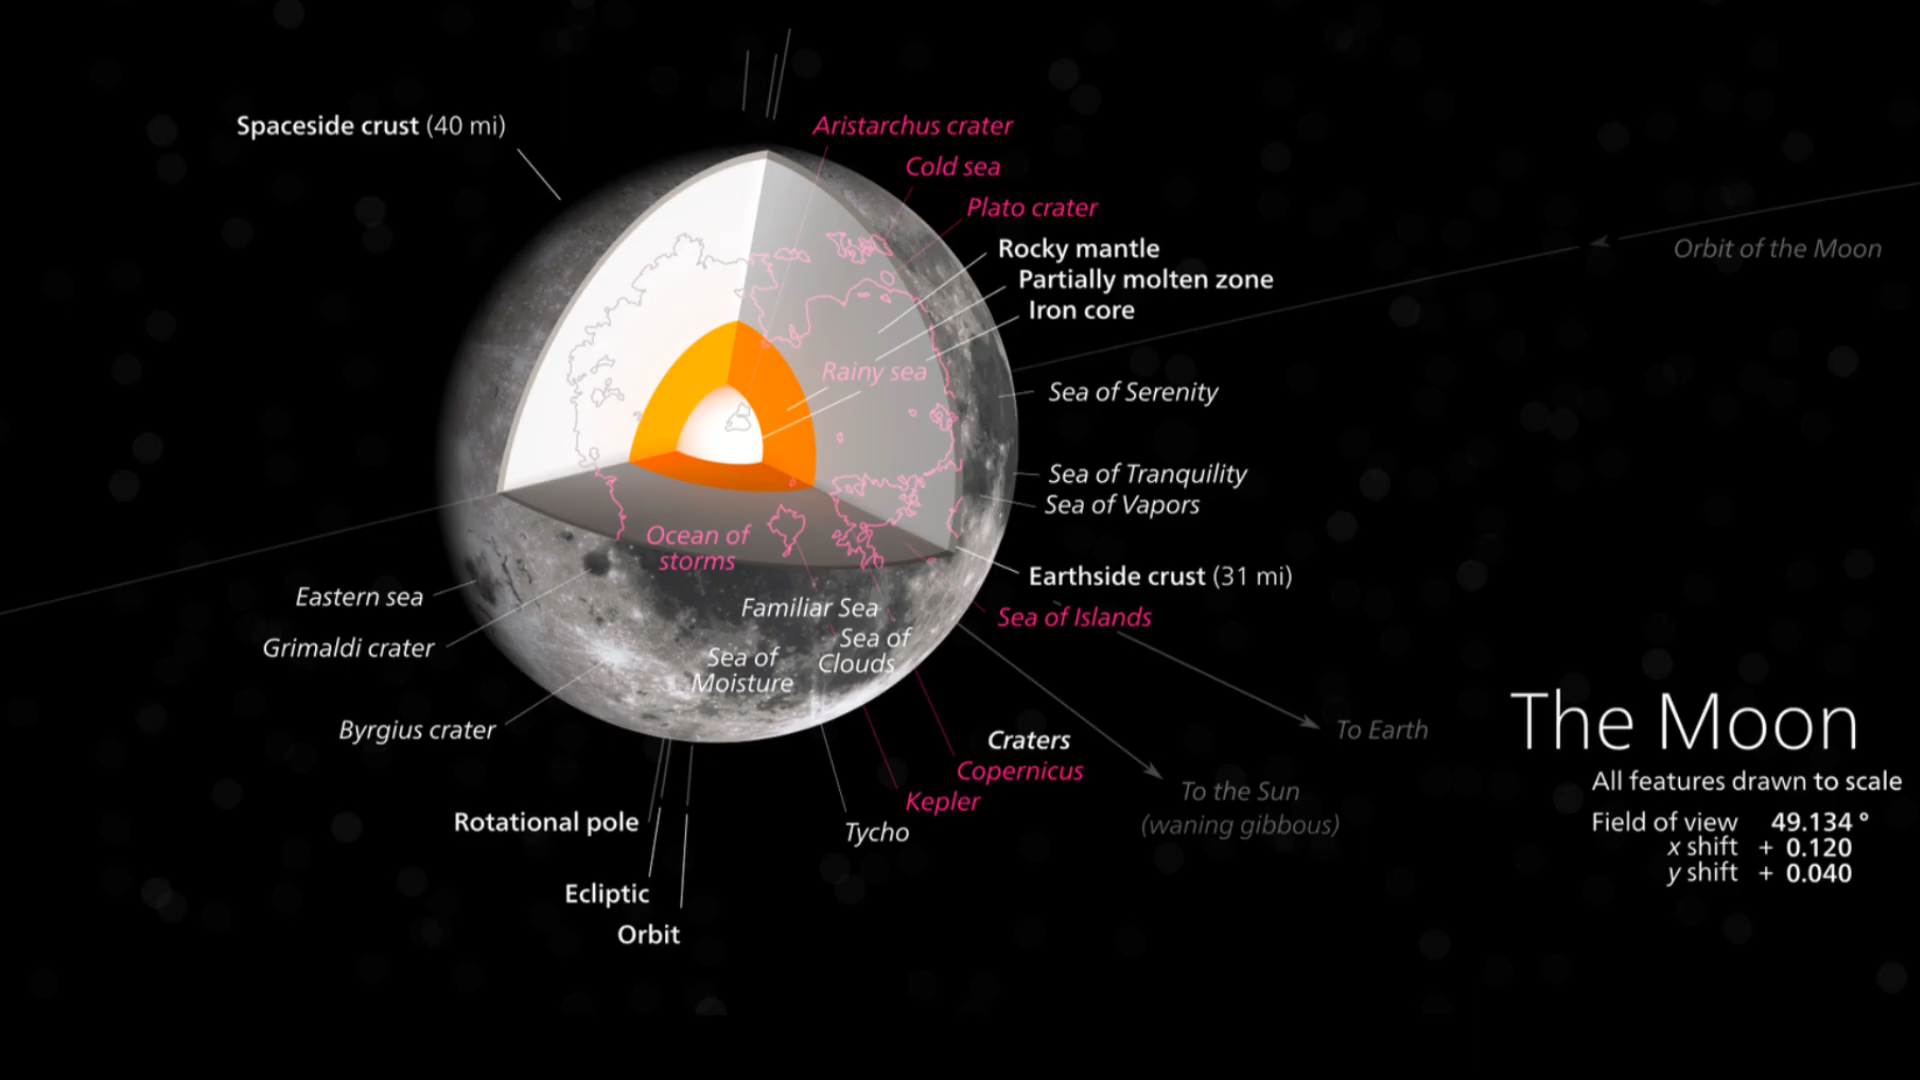 Spaceside crust (40 mi)
Aristarchus crater
Cold sea
Plato crater
Rocky mantle
Partially molten zone
Iron core
Orbit of the Moon
Rainy sea
Sea of Serenity
Sea of Tranquility
Sea of Vapors
Ocean of
storms
Earthside crust (31 mi)
Eastern sea
Familiar Sea
Sea of Islands
Grimaldi crater
Sea of
Clouds
Sea of
Moisture
Byrgius crater
Craters
Copernicus
Kepler
Tycho
To Earth
To the Sun
(waning gibbous)
Rotational pole
Ecliptic
Orbit
The Moon
All features drawn to scale
Field of view 49.134 °
x shift + 0.120
y shift + 0.040